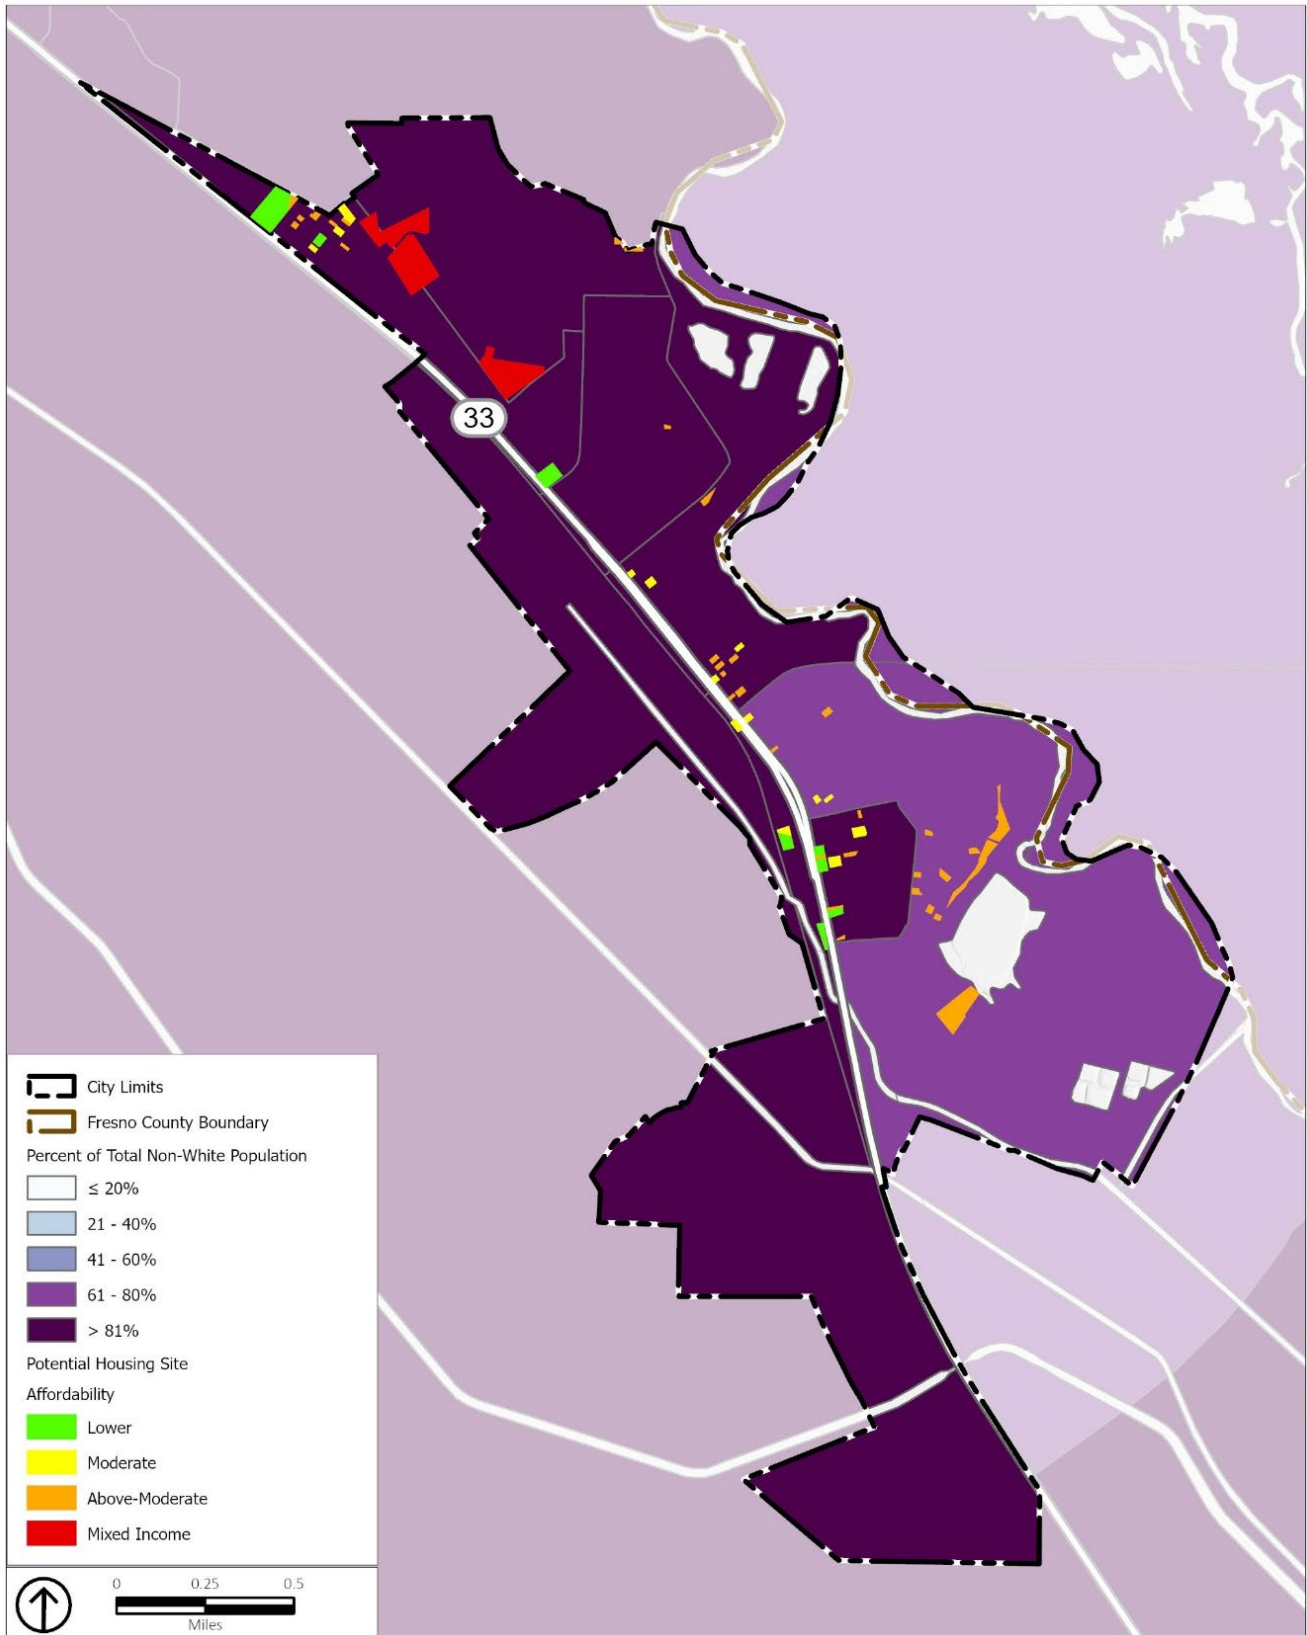 33
City Limits
Fresno County Boundary
Percent of Total Non-White Population
≤ 20%
21 - 40%
41 - 60%
61 - 80%
> 81%
Potential Housing Site
Affordability
Lower
Moderate
Above-Moderate
Mixed Income
0 0.25 0.5
Miles